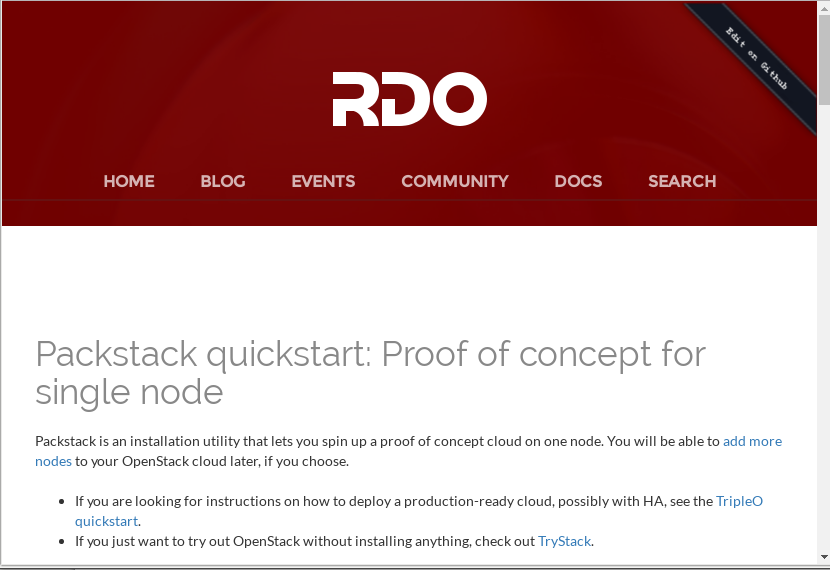 Edit on Github
RDO
HOME BLOG EVENTS COMMUNITY DOCS SEARCH
Packstack quickstart: Proof of concept for
single node
Packstack is an installation utility that lets you spin up a proof of concept cloud on one node. You will be able to add more
nodes to your OpenStack cloud later, if you choose.
If you are looking for instructions on how to deploy a production-ready cloud, possibly with HA, see the TripleO
quickstart.
If you just want to try out OpenStack without installing anything, check out TryStack.